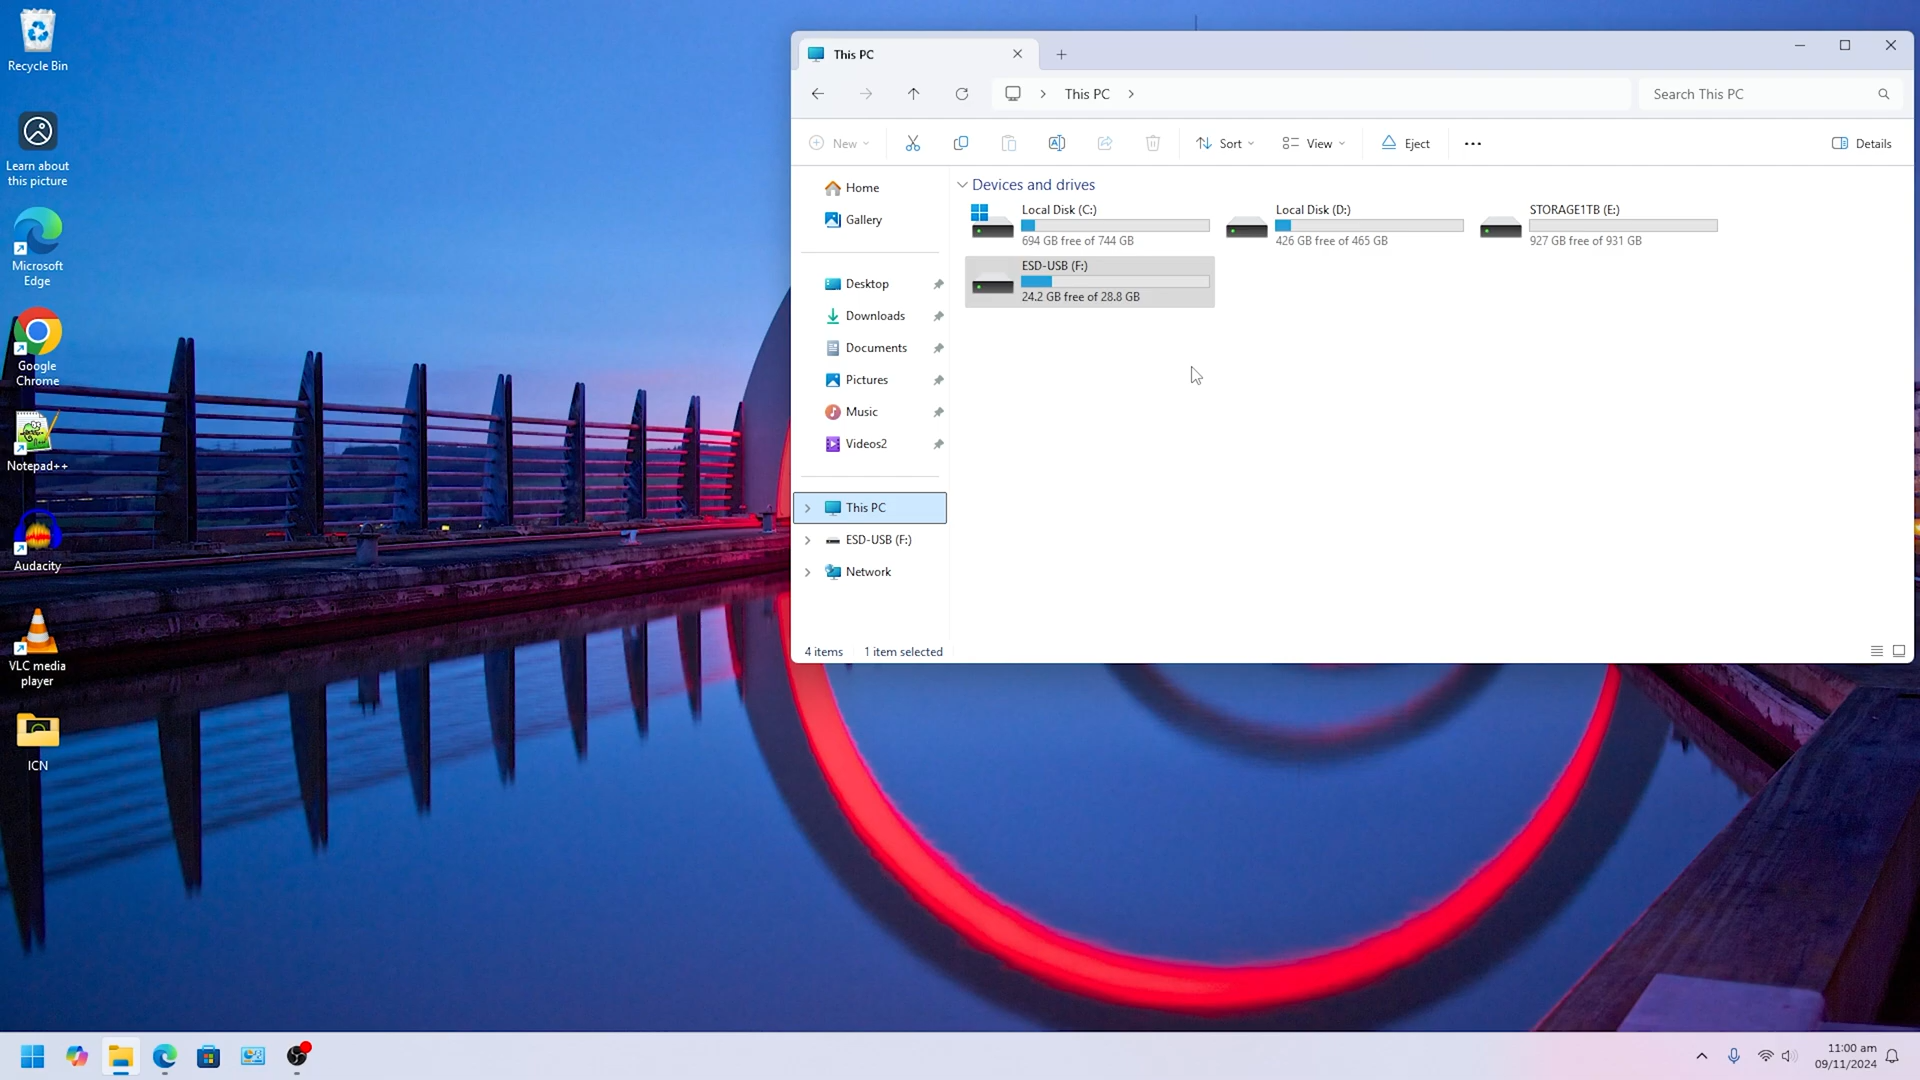 Recycle Bin
Learn about
this picture
Microsoft
Edge
Google
Chrome
Notepad++
Audacity
VLC media
player
ICN
This PC
This PC
Search This PC
New
Sort
View
Eject
Details
Home
Gallery
Desktop
Downloads
Documents
Pictures
Music
Videos2
This PC
ESD-USB (F:)
Network
Devices and drives
Local Disk (C:)
694 GB free of 744 GB
Local Disk (D:)
426 GB free of 465 GB
STORAGE1TB (E:)
927 GB free of 931 GB
ESD-USB (F:)
24.2 GB free of 28.8 GB
4 items
1 item selected
11:00 am
09/11/2024